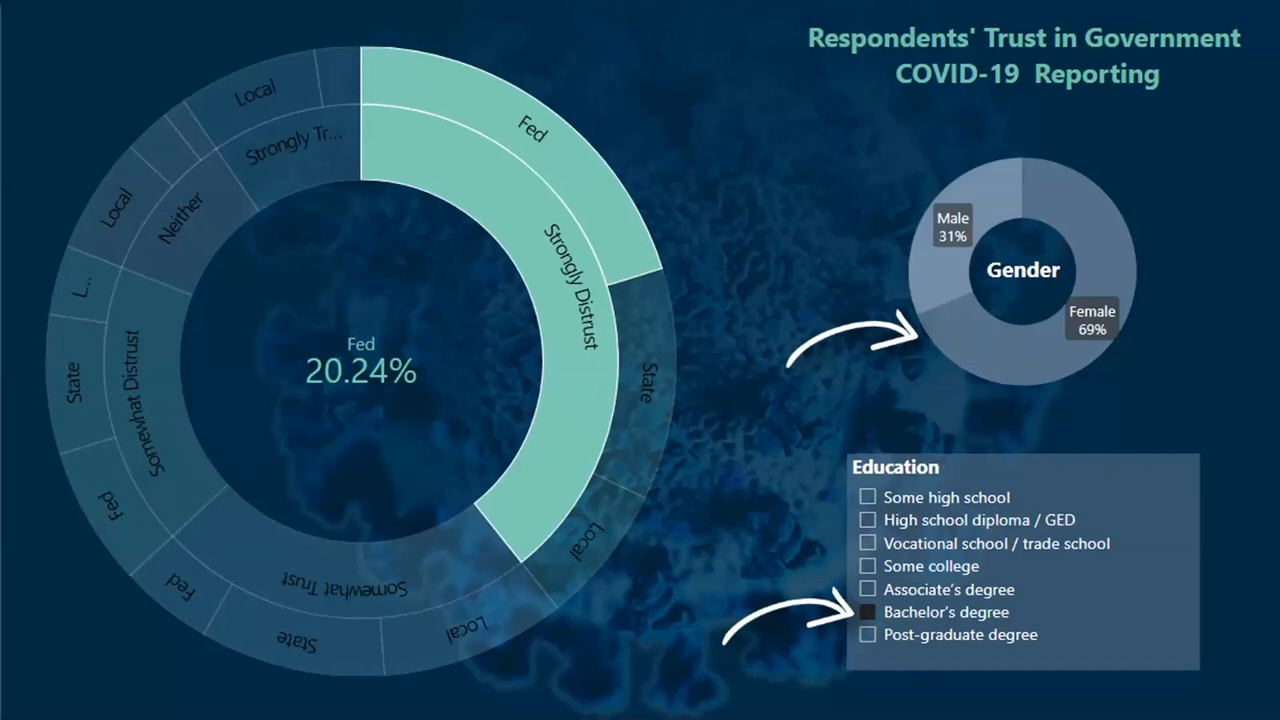 Respondents' Trust in Government
COVID-19 Reporting
Local
Strongly Tr...
Fed
Local
Neither
Strongly Distrust
L...
State
Somewhat Distrust
State
Fed
Local
Fed
Somewhat Trust
State
Local
Fed
20.24%
Male
31%
Gender
Female
69%
Education
Some high school
High school diploma / GED
Vocational school / trade school
Some college
Associate's degree
Bachelor's degree
Post-graduate degree